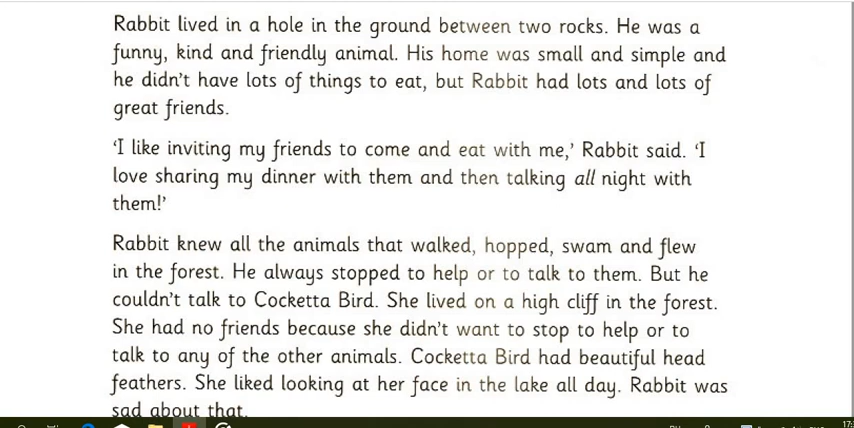 Rabbit lived in a hole in the ground between two rocks. He was a
funny, kind and friendly animal. His home was small and simple and
he didn't have lots of things to eat, but Rabbit had lots and lots of
great friends.
‘I like inviting my friends to come and eat with me,’ Rabbit said. ‘I
love sharing my dinner with them and then talking all night with
them!’
Rabbit knew all the animals that walked, hopped, swam and flew
in the forest. He always stopped to help or to talk to them. But he
couldn't talk to Cocketta Bird. She lived on a high cliff in the forest.
She had no friends because she didn't want to stop to help or to
talk to any of the other animals. Cocketta Bird had beautiful head
feathers. She liked looking at her face in the lake all day. Rabbit was
sad about that.